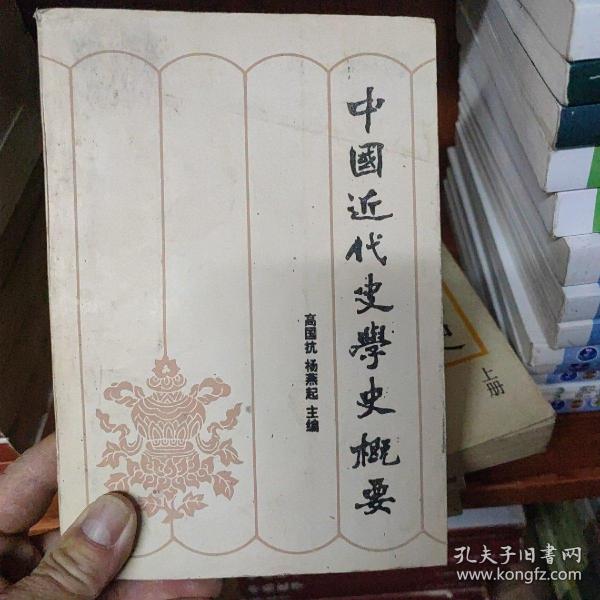 中國近代史學史概要
高国抗 杨燕起 主编
上册
孔夫子旧书网
www.kongfz.com